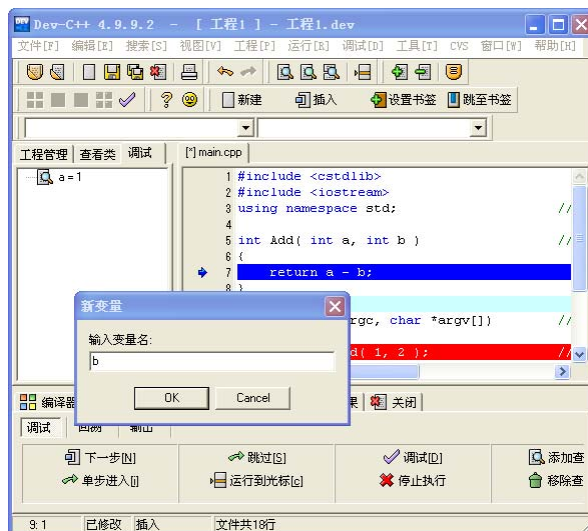 Dev-C++ 4.9.9.2 - [ 工程1 ] - 工程1.dev
文件[F] 编辑[E] 搜索[S] 视图[V] 工程[P] 运行[R] 调试[D] 工具[T] CVS 窗口[W] 帮助[H]
新建 插入 设置书签 跳至书签
工程管理 查看类 调试 [*] main.cpp
a = 1
1 #include <cstdlib>
2 #include <iostream>
3 using namespace std; //
4
5 int Add( int a, int b ) //
6 {
7 return a - b;
8 }
新变量
输入变量名:
b
OK Cancel
rgc, char *argv[]) //
d( 1, 2 ); //
编译器 果 关闭
调试 输出
下一步[N] 跳过[S] 调试[D] 添加查
单步进入[i] 运行到光标[c] 停止执行 移除查
9: 1 已修改 插入 文件共18行